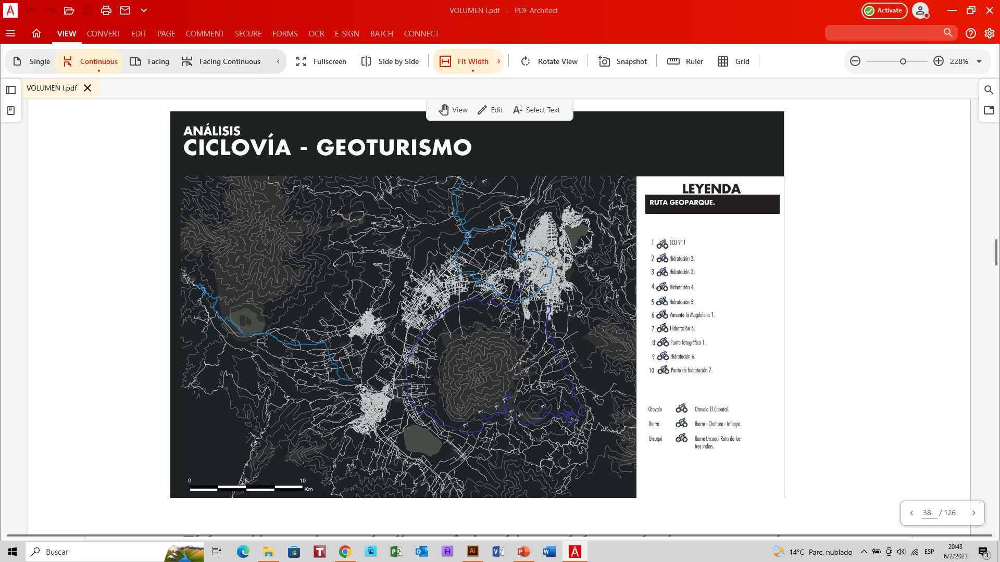 VOLUMEN I.pdf - PDF Architect
Activate
VIEW CONVERT EDIT PAGE COMMENT SECURE FORMS OCR E-SIGN BATCH CONNECT
Single Continuous Facing Facing Continuous Fullscreen Side by Side Fit Width Rotate View Snapshot Ruler Grid 228%
VOLUMEN I.pdf
View Edit Select Text
ANÁLISIS
CICLOVÍA - GEOTURISMO
LEYENDA
RUTA GEOPARQUE.
1 ECU 911
2 Hidratación 2.
3 Hidratación 3.
4 Hidratación 4.
5 Hidratación 5.
6 Variante la Magdalena 1.
7 Hidratación 6.
8 Punto fotográfico 1.
9 Hidratación 6.
10 Punto de hidratación 7.
Otavalo Otavalo El Chontal.
Ibarra Ibarra - Chaltura - Imbaya.
Urcuqui Ibarra-Urcuqui Ruta de los
tres indios.
Ibarra
0 5 10
Km
38 / 126
Buscar
14°C Parc. nublado
ESP
20:43
6/2/2023
3